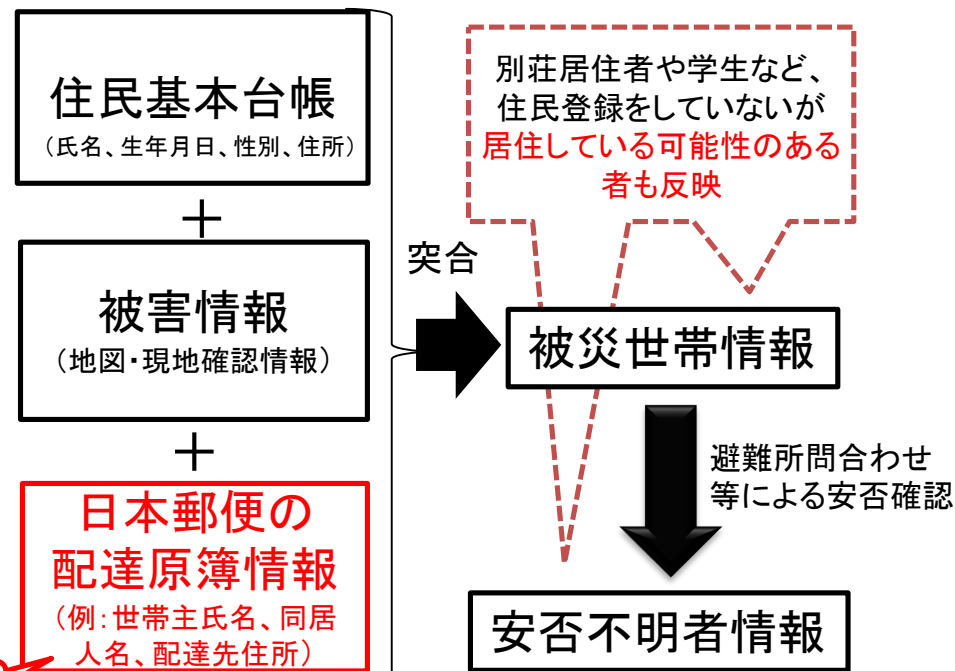 住民基本台帳
（氏名、生年月日、性別、住所）
＋
被害情報
（地図・現地確認情報）
＋
日本郵便の
配達原簿情報
（例：世帯主氏名、同居
人名、配達先住所）
突合
別荘居住者や学生など、
住民登録をしていないが
居住している可能性のある
者も反映
被災世帯情報
避難所問合わせ
等による安否確認
安否不明者情報